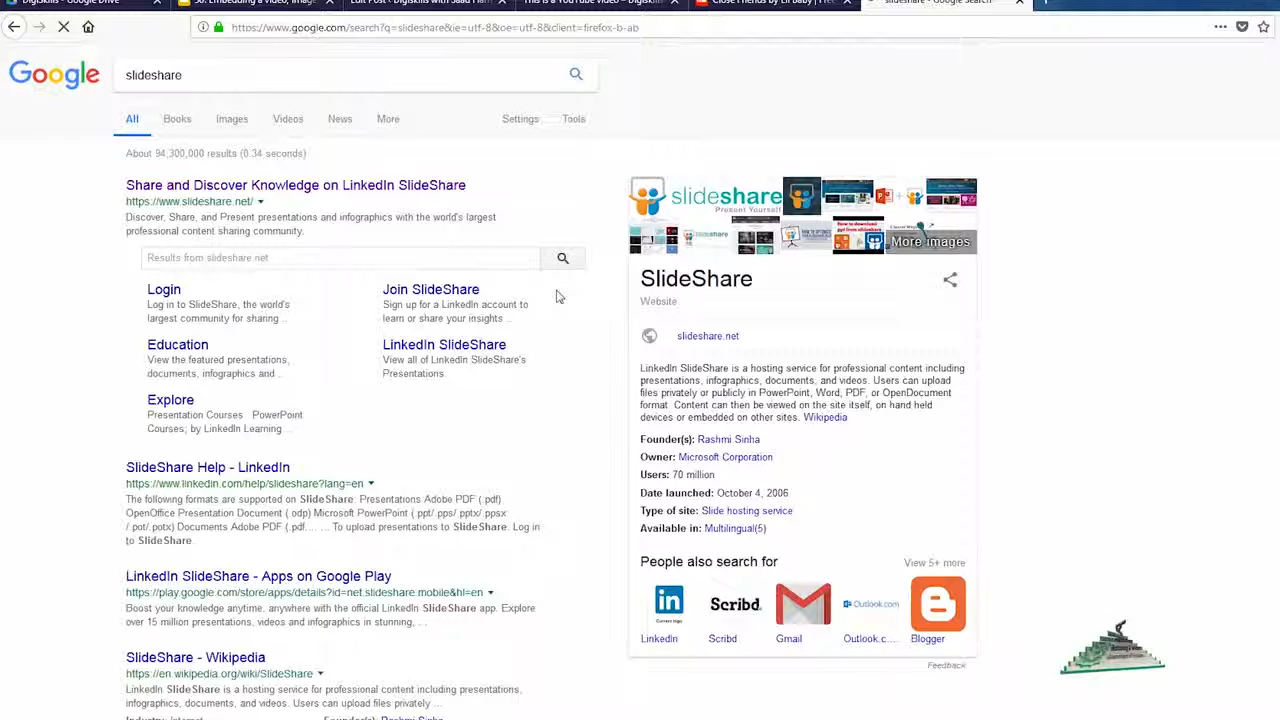 Digiskills - Google Drive
30. Embedding a Video, Image
Edit Post ‹ Digiskills with Saad Ham
This is a YouTube video – Digiskill
Close Friends by Lil Baby | Free
slideshare - Google Search
https://www.google.com/search?q=slideshare&ie=utf-8&oe=utf-8&client=firefox-b-ab
Google
slideshare
All Books Images Videos News More Settings Tools
About 94,300,000 results (0.34 seconds)
Share and Discover Knowledge on LinkedIn SlideShare
https://www.slideshare.net/
Discover, Share, and Present presentations and infographics with the world's largest
professional content sharing community.
Results from slideshare.net
Login
Log in to SlideShare, the world's
largest community for sharing ...
Join SlideShare
Sign up for a LinkedIn account to
learn or share your insights ...
Education
View the featured presentations,
documents, infographics and ...
LinkedIn SlideShare
View all of LinkedIn SlideShare's
Presentations.
Explore
Presentation Courses PowerPoint
Courses; by LinkedIn Learning ...
SlideShare Help - LinkedIn
https://www.linkedin.com/help/slideshare?lang=en
The following formats are supported on SlideShare. Presentations Adobe PDF (.pdf)
OpenOffice Presentation Document (.odp) Microsoft PowerPoint (.ppt/.pps/.pptx/.ppsx
/.pot/.potx) Documents Adobe PDF (.pdf.... ... To upload presentations to SlideShare. Log in
to SlideShare.
LinkedIn SlideShare - Apps on Google Play
https://play.google.com/store/apps/details?id=net.slideshare.mobile&hl=en
Boost your knowledge anytime, anywhere with the official LinkedIn SlideShare app. Explore
over 15 million presentations, videos and infographics in stunning, ...
SlideShare - Wikipedia
https://en.wikipedia.org/wiki/SlideShare
LinkedIn SlideShare is a hosting service for professional content including presentations,
infographics, documents, and videos. Users can upload files privately ...
Industry: Internet
Founder(s): Rashmi Sinha
slideshare
Present Yourself
More images
SlideShare
Website
slideshare.net
LinkedIn SlideShare is a hosting service for professional content including
presentations, infographics, documents, and videos. Users can upload
files privately or publicly in PowerPoint, Word, PDF, or OpenDocument
format. Content can then be viewed on the site itself, on hand held
devices or embedded on other sites. Wikipedia
Founder(s): Rashmi Sinha
Owner: Microsoft Corporation
Users: 70 million
Date launched: October 4, 2006
Type of site: Slide hosting service
Available in: Multilingual(5)
People also search for
View 5+ more
in
Scribd.
Outlook.com
LinkedIn
Scribd
Gmail
Outlook.c...
Blogger
Feedback